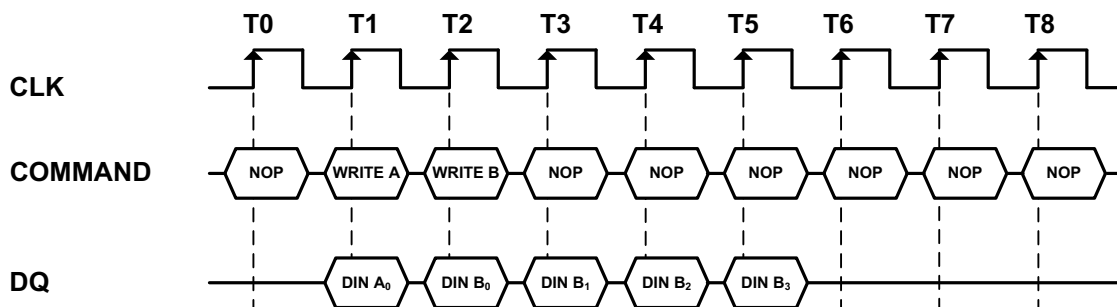 T0 T1 T2 T3 T4 T5 T6 T7 T8
CLK
COMMAND NOP WRITE A WRITE B NOP NOP NOP NOP NOP NOP
DQ DIN A₀ DIN B₀ DIN B₁ DIN B₂ DIN B₃